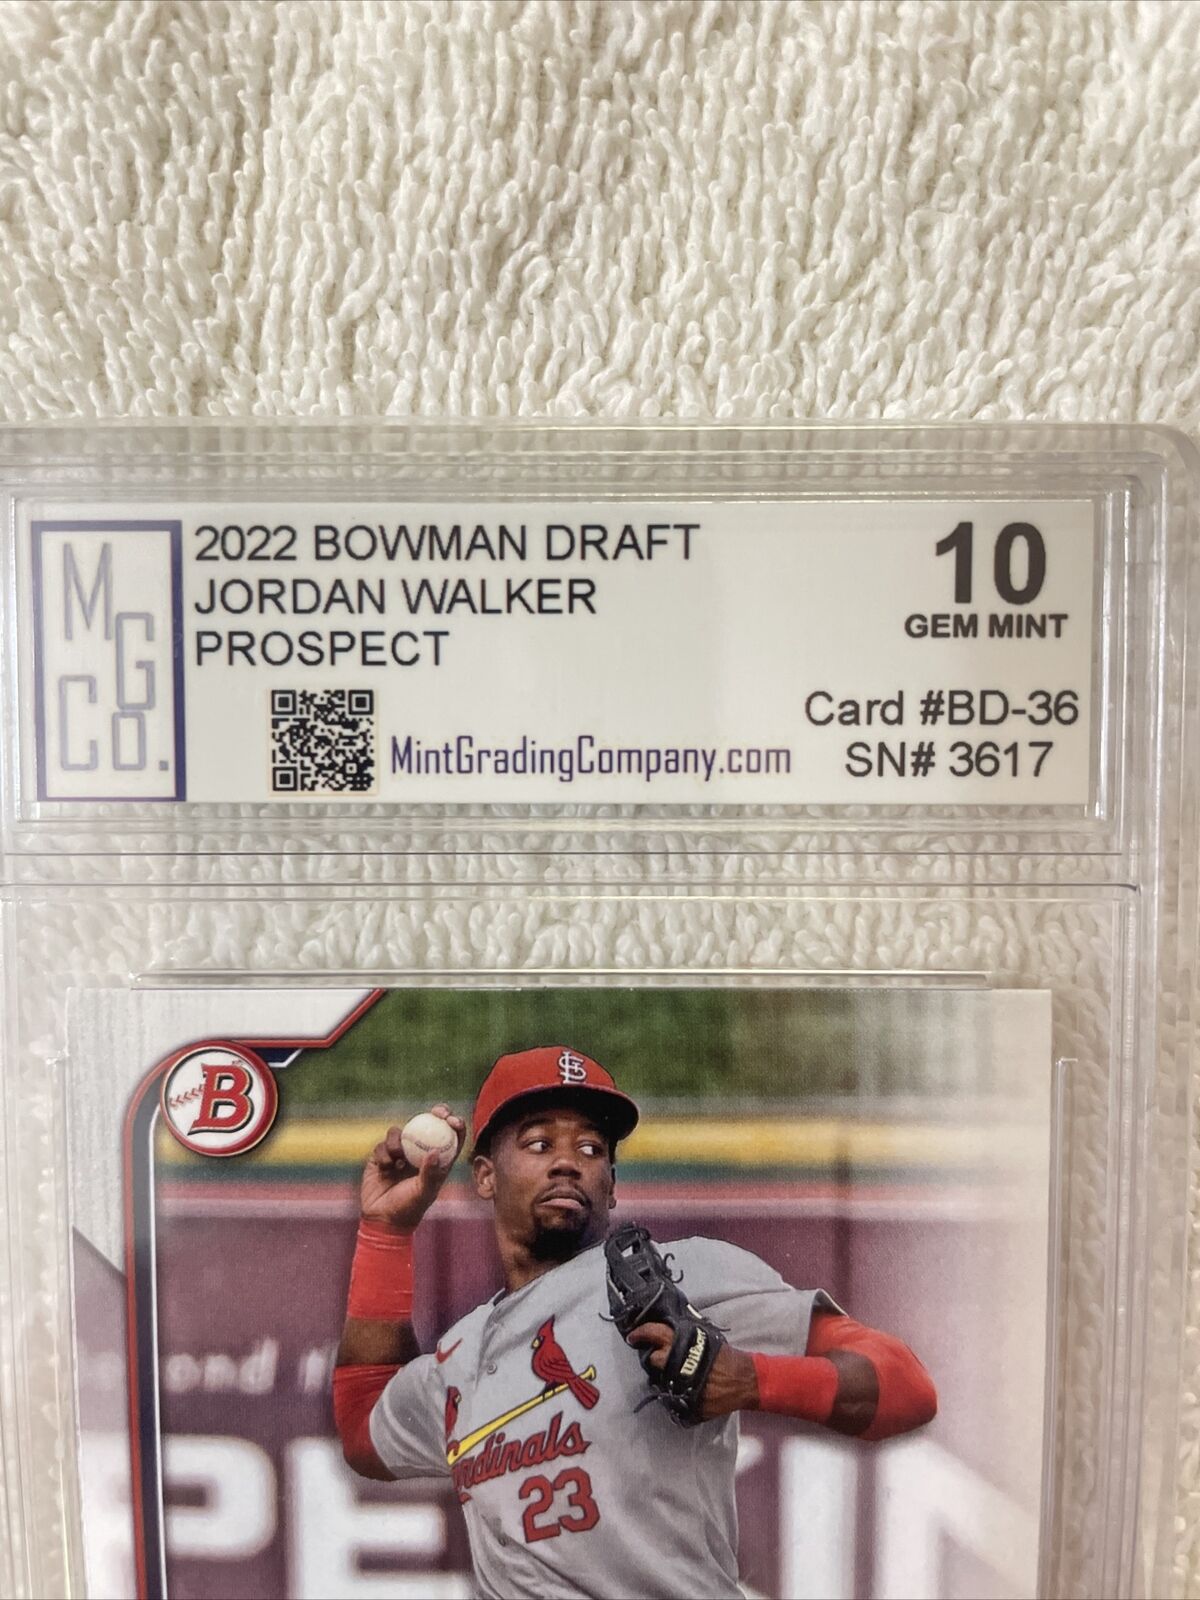 MGCo.
2022 BOWMAN DRAFT
JORDAN WALKER
PROSPECT
10
GEM MINT
MintGradingCompany.com
Card #BD-36
SN# 3617
B
STL
Wilson
Cardinals
23